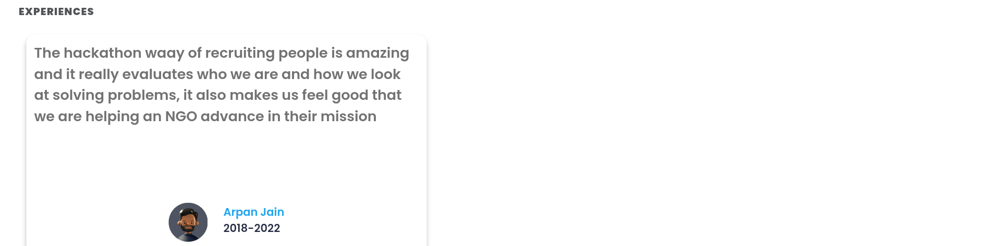 EXPERIENCES
The hackathon waay of recruiting people is amazing
and it really evaluates who we are and how we look
at solving problems, it also makes us feel good that
we are helping an NGO advance in their mission
Arpan Jain
2018-2022